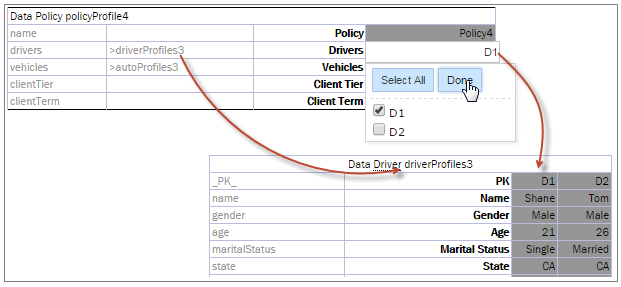 Data Policy policyProfile4
name Policy Policy4
drivers >driverProfiles3 Drivers D1
vehicles >autoProfiles3 Vehicles
Select All Done
clientTier Client Tier
clientTerm Client Term
D1
D2
Data Driver driverProfiles3
_PK_ PK D1 D2
name Name Shane Tom
gender Gender Male Male
age Age 21 26
maritalStatus Marital Status Single Married
state State CA CA